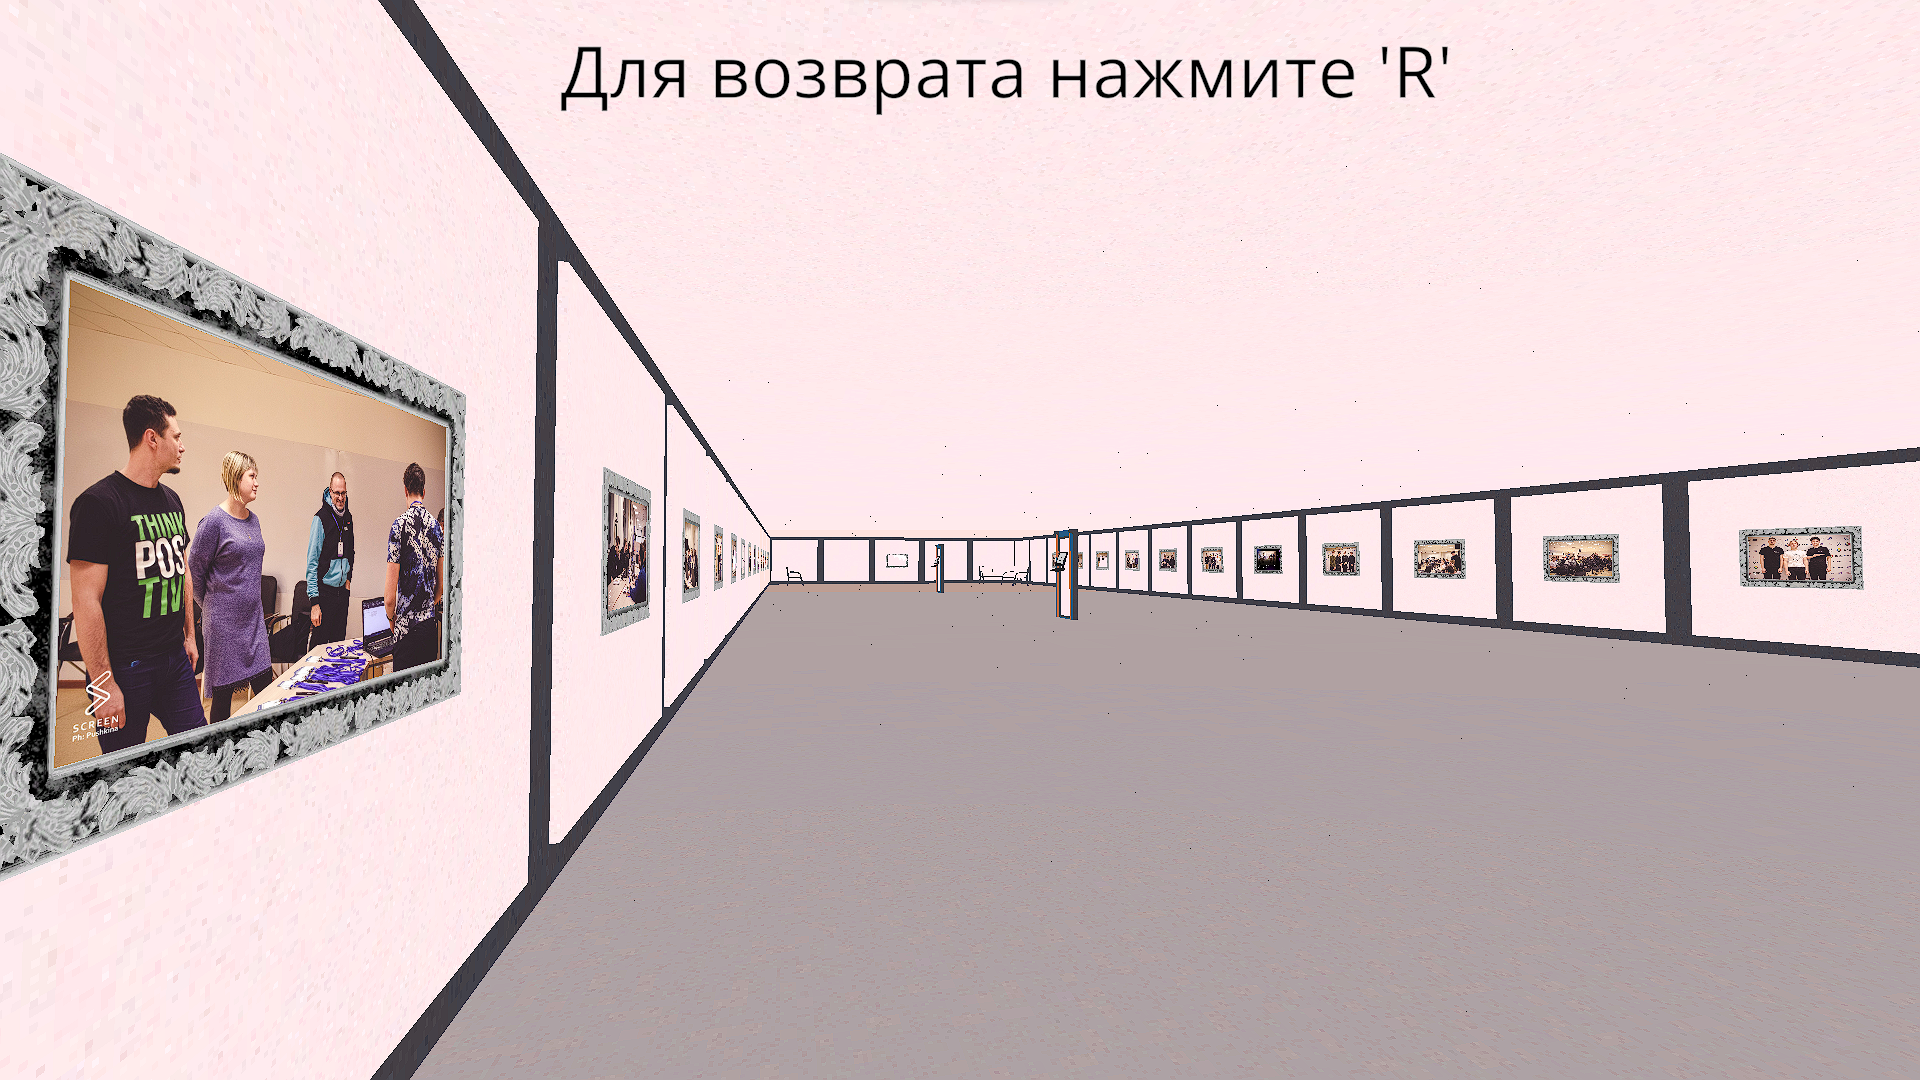 Для возврата нажмите 'R'
THINK
POS
TIV
SCREEN
Ph: Pushkina